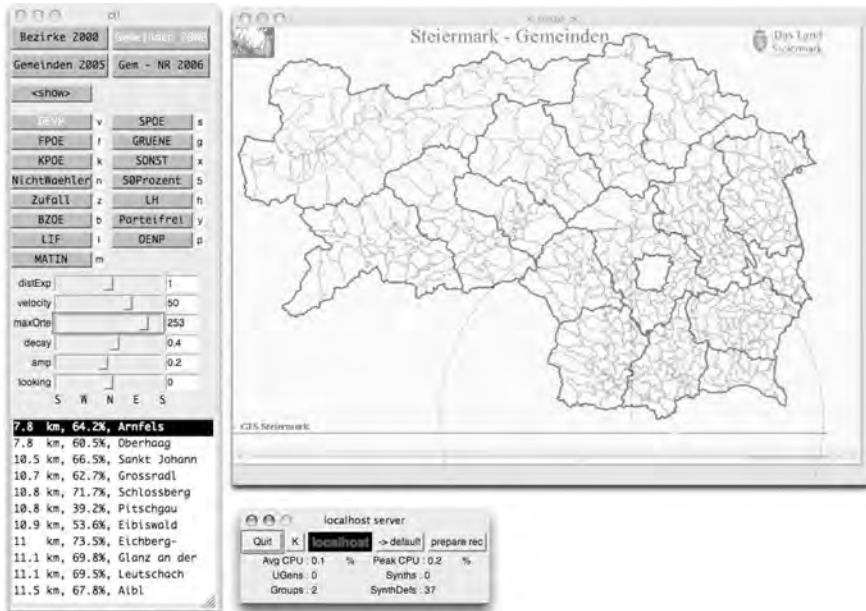 ctl
Bezirke 2000 Gemeinden 2000
Gemeinden 2005 Gem - NR 2006
<show>
OEVP v SPOE s
FPOE f GRUENE g
KPOE k SONST x
NichtWaehler n 50Prozent 5
Zufall z LH h
BZOE b Parteifrei y
LIF l DENP p
MATIN m
distExp 1
velocity 50
maxOrte 253
decay 0.4
amp 0.2
looking 0
S W N E S
7.8 km, 64.2%, Arnfels
7.8 km, 60.5%, Oberhaag
10.5 km, 66.5%, Sankt Johann
10.7 km, 62.7%, Grossradl
10.8 km, 71.7%, Schlossberg
10.8 km, 39.2%, Pitschgau
10.9 km, 53.6%, Eibiswald
11 km, 73.5%, Eichberg-
11.1 km, 69.8%, Glanz an der
11.1 km, 69.5%, Leutschach
11.5 km, 67.8%, Aibl
Steiermark - Gemeinden
Das Land
Steiermark
GIS Steiermark
localhost server
Quit K localhost -> default prepare rec
Avg CPU : 0.1 % Peak CPU : 0.2 %
UGens : 0 Synths : 0
Groups : 2 SynthDefs : 37